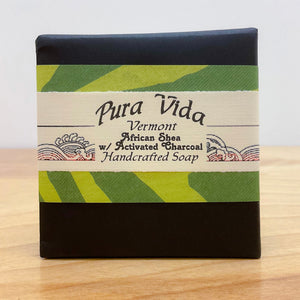 Pura Vida
Vermont
African Shea
w/ Activated Charcoal
Handcrafted Soap